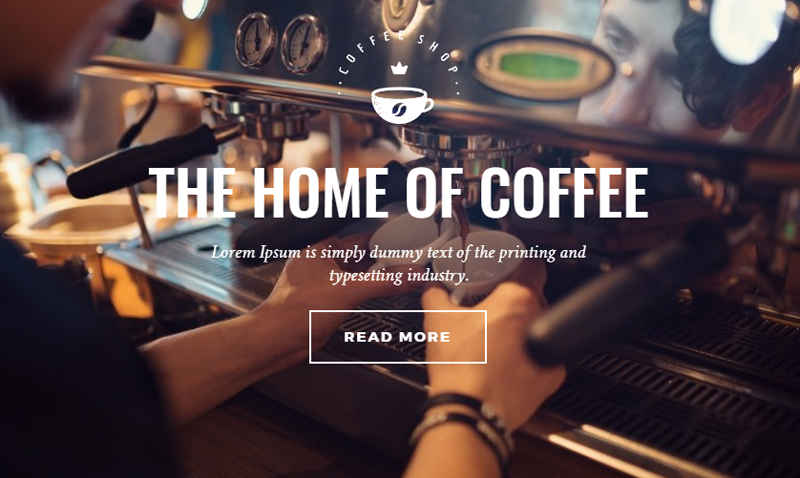 COFFEE SHOP
THE HOME OF COFFEE
Lorem Ipsum is simply dummy text of the printing and
typesetting industry.
READ MORE